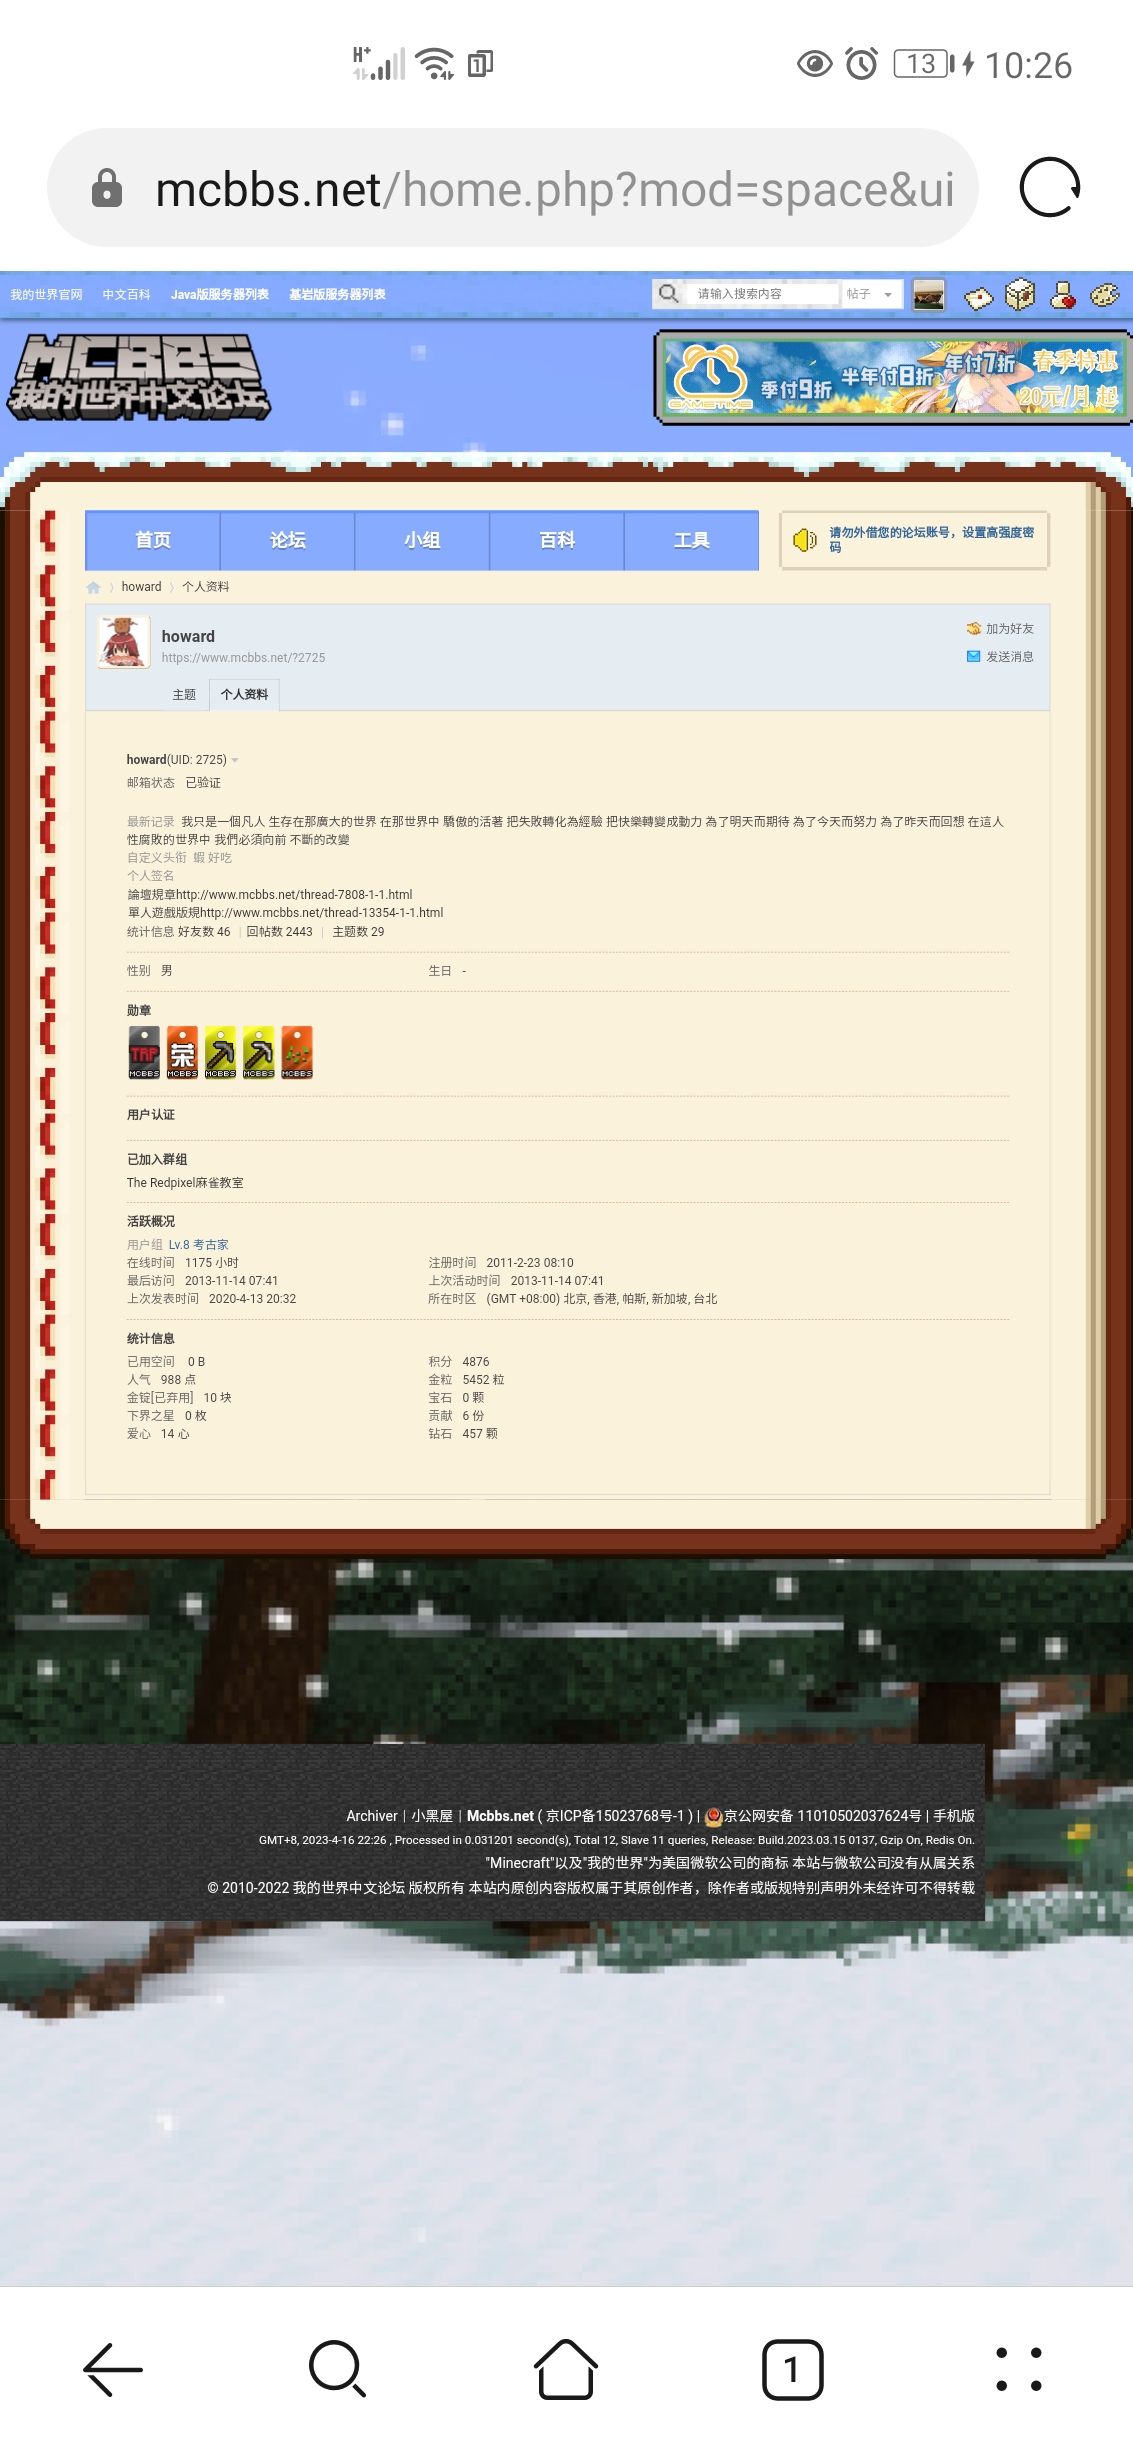 H+
13
10:26
mcbbs.net/home.php?mod=space&ui
我的世界官网 中文百科 Java版服务器列表 基岩版服务器列表 请输入搜索内容 帖子
MCBBS
我的世界中文论坛
GAMETIME 季付9折 半年付8折 年付7折 春季特惠
20元/月 起
首页 论坛 小组 百科 工具
请勿外借您的论坛账号，设置高强度密
码
howard 个人资料
howard
https://www.mcbbs.net/?2725
加为好友
发送消息
主题 个人资料
howard(UID: 2725)
邮箱状态 已验证
最新记录 我只是一個凡人 生存在那廣大的世界 在那世界中 驕傲的活著 把失敗轉化為經驗 把快樂轉變成動力 為了明天而期待 為了今天而努力 為了昨天而回想 在這人
性腐敗的世界中 我們必須向前 不斷的改變
自定义头衔 蝦 好吃
个人签名
論壇規章http://www.mcbbs.net/thread-7808-1-1.html
單人遊戲版規http://www.mcbbs.net/thread-13354-1-1.html
统计信息 好友数 46 | 回帖数 2443 | 主题数 29
性别 男 生日 -
勋章
TRP 荣
MCBBS MCBBS MCBBS MCBBS MCBBS
用户认证
已加入群组
The Redpixel麻雀教室
活跃概况
用户组 Lv.8 考古家
在线时间 1175 小时 注册时间 2011-2-23 08:10
最后访问 2013-11-14 07:41 上次活动时间 2013-11-14 07:41
上次发表时间 2020-4-13 20:32 所在时区 (GMT +08:00) 北京, 香港, 帕斯, 新加坡, 台北
统计信息
已用空间 0 B 积分 4876
人气 988 点 金粒 5452 粒
金锭[已弃用] 10 块 宝石 0 颗
下界之星 0 枚 贡献 6 份
爱心 14 心 钻石 457 颗
Archiver | 小黑屋 | Mcbbs.net ( 京ICP备15023768号-1 ) | 京公网安备 11010502037624号 | 手机版
GMT+8, 2023-4-16 22:26 , Processed in 0.031201 second(s), Total 12, Slave 11 queries, Release: Build.2023.03.15 0137, Gzip On, Redis On.
"Minecraft"以及"我的世界"为美国微软公司的商标 本站与微软公司没有从属关系
© 2010-2022 我的世界中文论坛 版权所有 本站内原创内容版权属于其原创作者，除作者或版规特别声明外未经许可不得转载
1